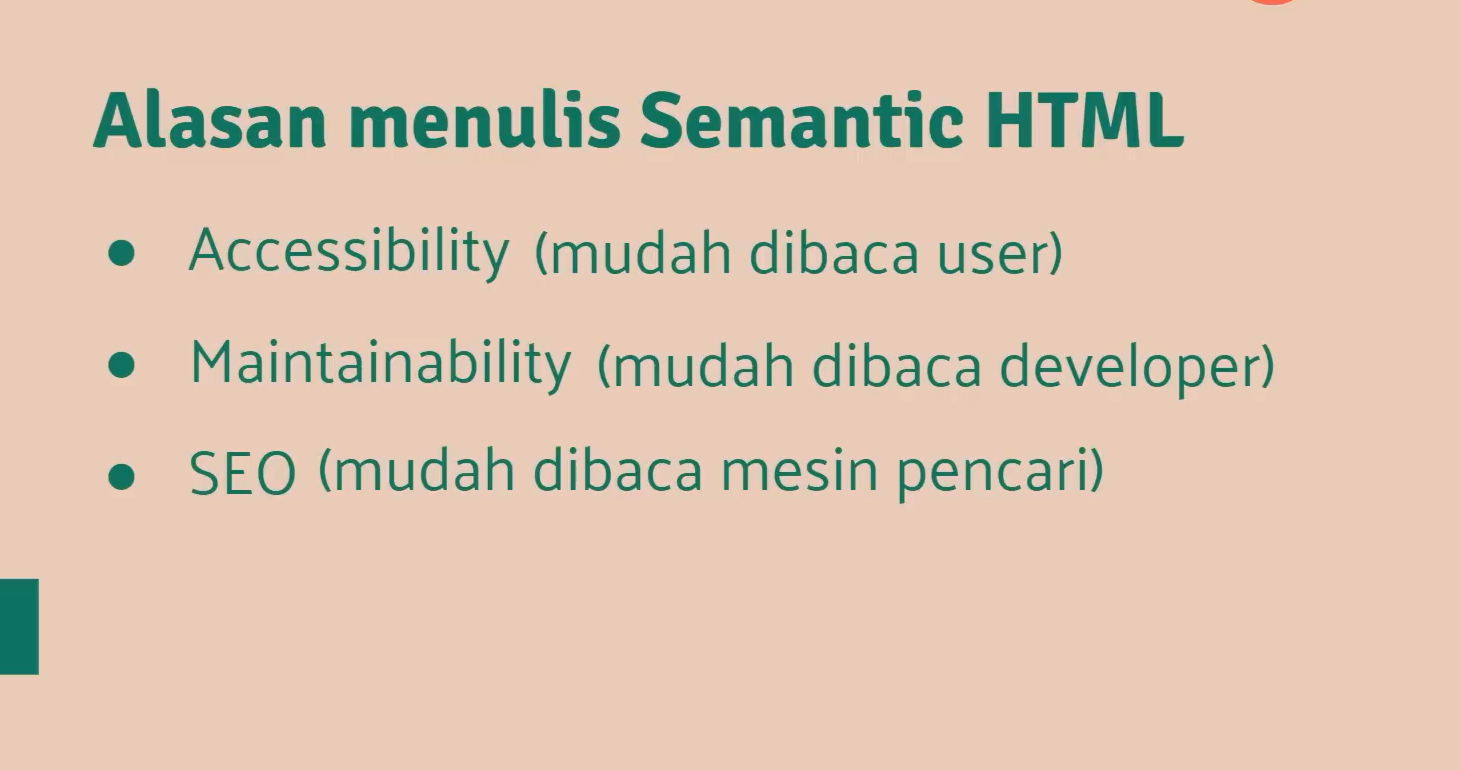 Alasan menulis Semantic HTML
● Accessibility (mudah dibaca user)
● Maintainability (mudah dibaca developer)
● SEO (mudah dibaca mesin pencari)